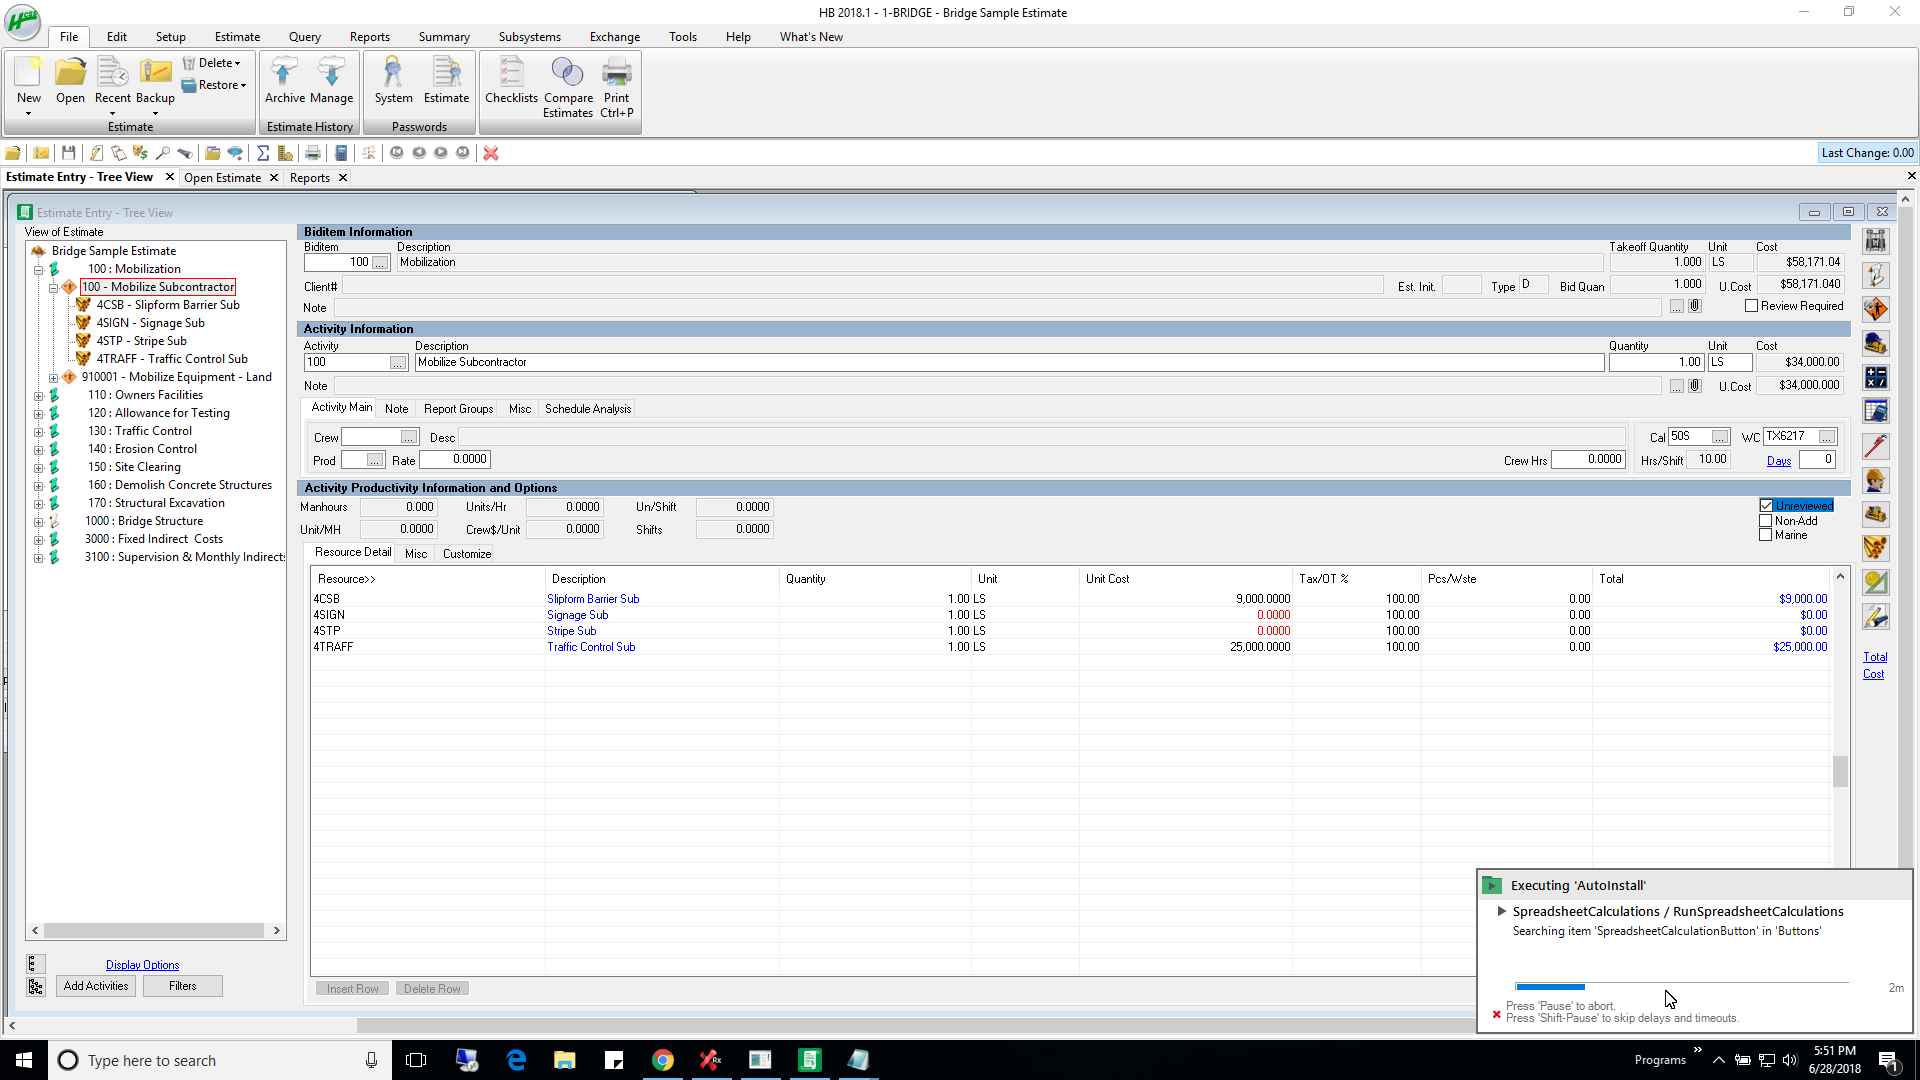 HB 2018.1 - 1-BRIDGE - Bridge Sample Estimate
File Edit Setup Estimate Query Reports Summary Subsystems Exchange Tools Help What's New
New Open Recent Backup Delete Restore
Estimate
Archive Manage
Estimate History
System Estimate
Passwords
Checklists Compare Estimates Print Ctrl+P
Last Change: 0.00
Estimate Entry - Tree View Open Estimate Reports
Estimate Entry - Tree View
View of Estimate
Bridge Sample Estimate
100 : Mobilization
100 - Mobilize Subcontractor
4CSB - Slipform Barrier Sub
4SIGN - Signage Sub
4STP - Stripe Sub
4TRAFF - Traffic Control Sub
910001 - Mobilize Equipment - Land
110 : Owners Facilities
120 : Allowance for Testing
130 : Traffic Control
140 : Erosion Control
150 : Site Clearing
160 : Demolish Concrete Structures
170 : Structural Excavation
1000 : Bridge Structure
3000 : Fixed Indirect Costs
3100 : Supervision & Monthly Indirects
Display Options
Add Activities Filters
Biditem Information
Biditem Description Takeoff Quantity Unit Cost
100 ... Mobilization 1.000 LS $58,171.04
Client# Est. Init. Type D Bid Quan 1.000 U.Cost $58,171.040
Note ... Review Required
Activity Information
Activity Description Quantity Unit Cost
100 ... Mobilize Subcontractor 1.00 LS $34,000.00
Note ... U.Cost $34,000.000
Activity Main Note Report Groups Misc Schedule Analysis
Crew ... Desc Cal 50S ... WC TX6217 ...
Prod ... Rate 0.0000 Crew Hrs 0.0000 Hrs/Shift 10.00 Days 0
Activity Productivity Information and Options
Manhours 0.000 Units/Hr 0.0000 Un/Shift 0.0000 Unreviewed
Unit/MH 0.0000 Crew$/Unit 0.0000 Shifts 0.0000 Non-Add
Marine
Resource Detail Misc Customize
Resource>> Description Quantity Unit Unit Cost Tax/OT % Pcs/Wste Total
4CSB Slipform Barrier Sub 1.00 LS 9,000.0000 100.00 0.00 $9,000.00
4SIGN Signage Sub 1.00 LS 0.0000 100.00 0.00 $0.00
4STP Stripe Sub 1.00 LS 0.0000 100.00 0.00 $0.00
4TRAFF Traffic Control Sub 1.00 LS 25,000.0000 100.00 0.00 $25,000.00
Total
Cost
Insert Row Delete Row
Executing 'AutoInstall'
SpreadsheetCalculations / RunSpreadsheetCalculations
Searching item 'SpreadsheetCalculationButton' in 'Buttons'
2m
Press 'Pause' to abort.
Press 'Shift-Pause' to skip delays and timeouts.
Type here to search
Programs
5:51 PM
6/28/2018
1